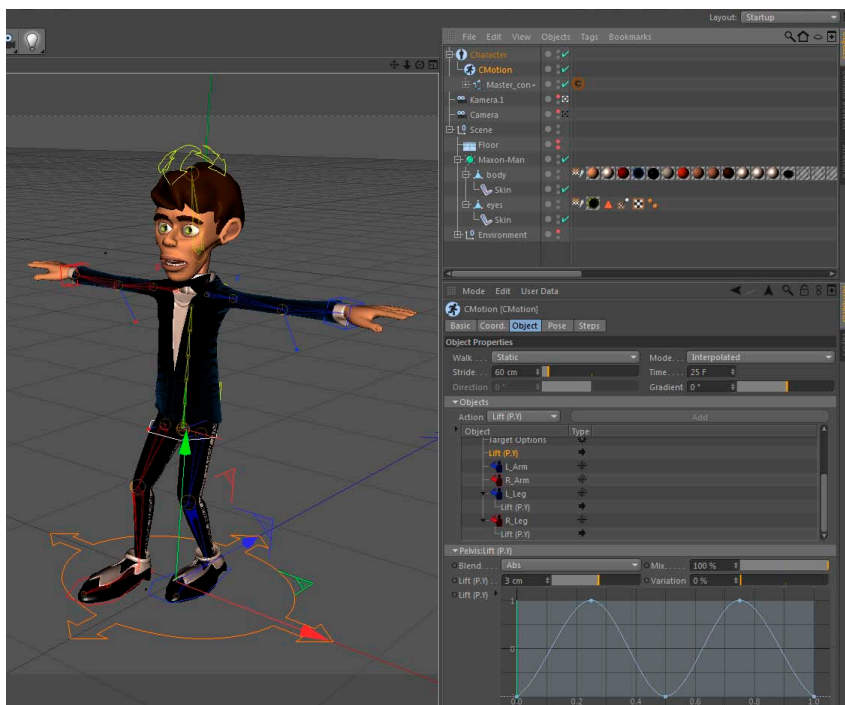 Layout: Startup
File Edit View Objects Tags Bookmarks
Character
CMotion
Master_con
Kamera.1
Camera
Scene
Floor
Maxon-Man
body
Skin
eyes
Skin
Environment
Mode Edit User Data
CMotion [CMotion]
Basic Coord. Object Pose Steps
Object Properties
Walk . . . . Static Mode. . . . Interpolated
Stride. . . 60 cm Time . . . . 25 F
Direction 0 ° Gradient 0 °
Objects
Action Lift (P.Y) Add
Object Type
Target Options
Lift (P.Y)
L_Arm
R_Arm
L_Leg
Lift (P.Y)
R_Leg
Lift (P.Y)
Pelvis:Lift (P.Y)
Blend. . . . . Abs Mix. . . . . 100 %
Lift (P.Y) . . 3 cm Variation 0 %
Lift (P.Y)
1
0
0.0 0.2 0.4 0.6 0.8 1.0